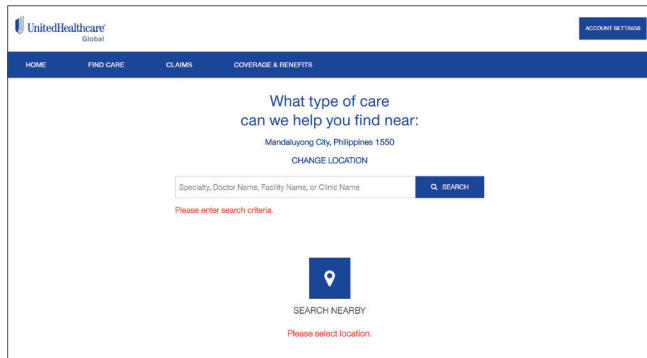 UnitedHealthcare®
Global
ACCOUNT SETTINGS
HOME FIND CARE CLAIMS COVERAGE & BENEFITS
What type of care
can we help you find near:
Mandaluyong City, Philippines 1550
CHANGE LOCATION
Specialty, Doctor Name, Facility Name, or Clinic Name SEARCH
Please enter search criteria.
SEARCH NEARBY
Please select location.